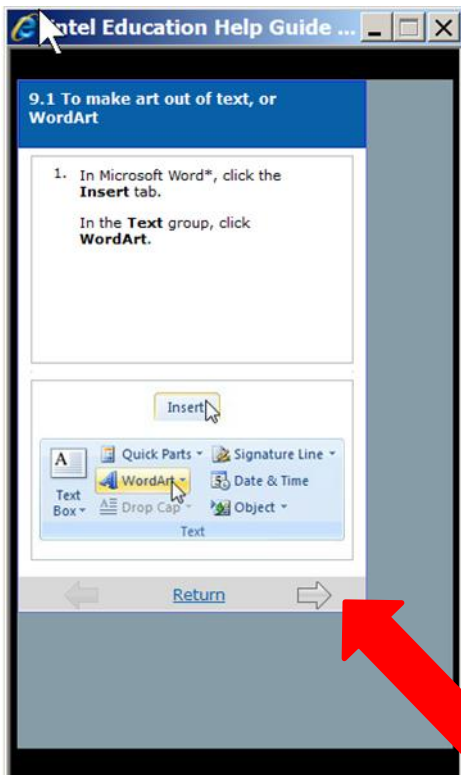 Intel Education Help Guide ...
9.1 To make art out of text, or
WordArt
1. In Microsoft Word*, click the
Insert tab.
In the Text group, click
WordArt.
Insert
A
Text
Box
Quick Parts
WordArt
Drop Cap
Signature Line
Date & Time
Object
Text
Return